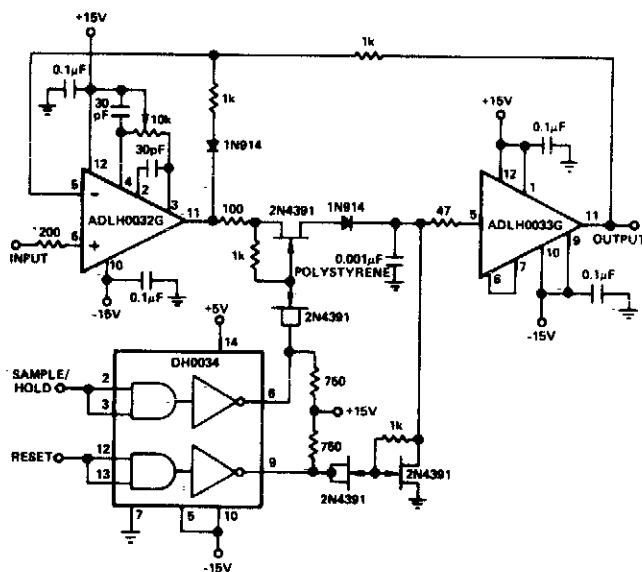 +15V
1k
0.1µF
30
pF
10k
1k
+15V
0.1µF
30pF
1N914
12
4
2
3
12
1
5
-
ADLH0032G
11
100
2N4391
1N914
47
5
ADLH0033G
11
OUTPUT
200
6
+
INPUT
10
1k
0.001µF
POLYSTYRENE
6
7
10
9
0.1µF
-15V
0.1µF
-15V
2N4391
+5V
14
DH0034
SAMPLE/
HOLD
2
3
6
750
+15V
750
1k
RESET
12
13
9
2N4391
2N4391
7
5
10
-15V